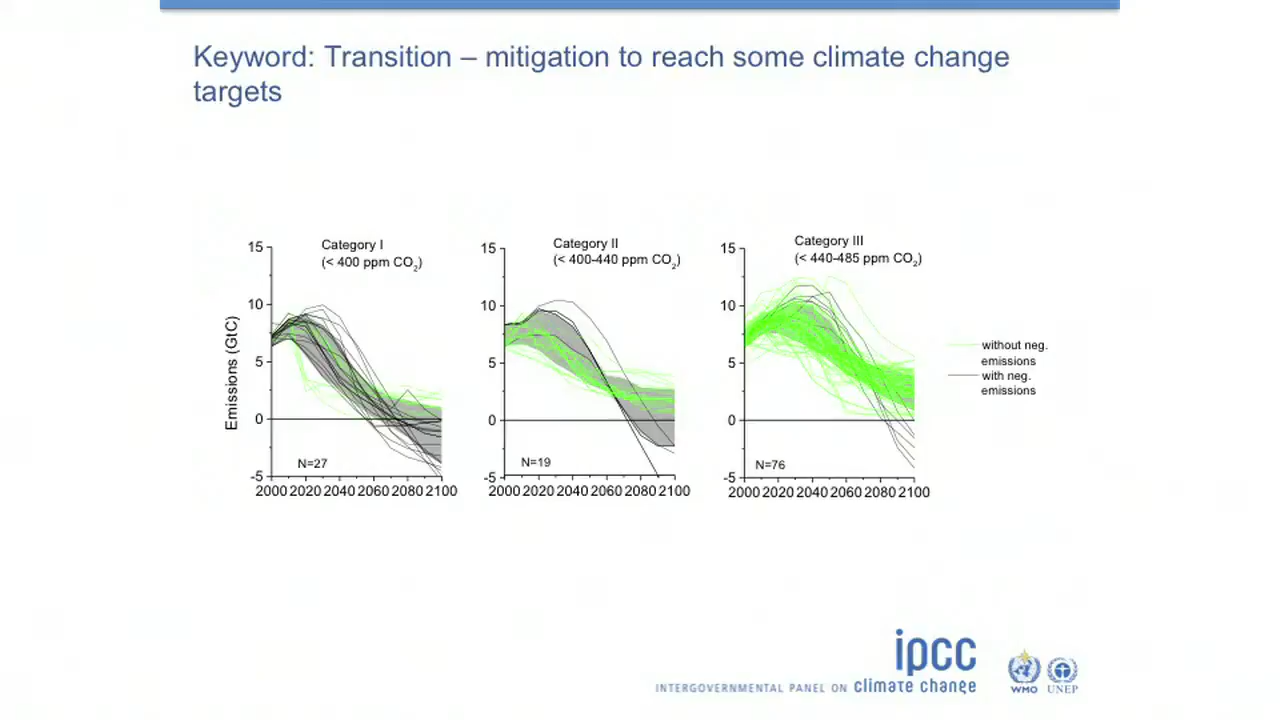 Keyword: Transition – mitigation to reach some climate change
targets
Category I
(< 400 ppm CO2)
Category II
(< 400-440 ppm CO2)
Category III
(< 440-485 ppm CO2)
Emissions (GtC)
15
10
5
0
-5
N=27
2000 2020 2040 2060 2080 2100
15
10
5
0
-5
N=19
2000 2020 2040 2060 2080 2100
15
10
5
0
-5
N=76
2000 2020 2040 2060 2080 2100
without neg.
emissions
with neg.
emissions
ipcc
INTERGOVERNMENTAL PANEL ON climate change
WMO
UNEP